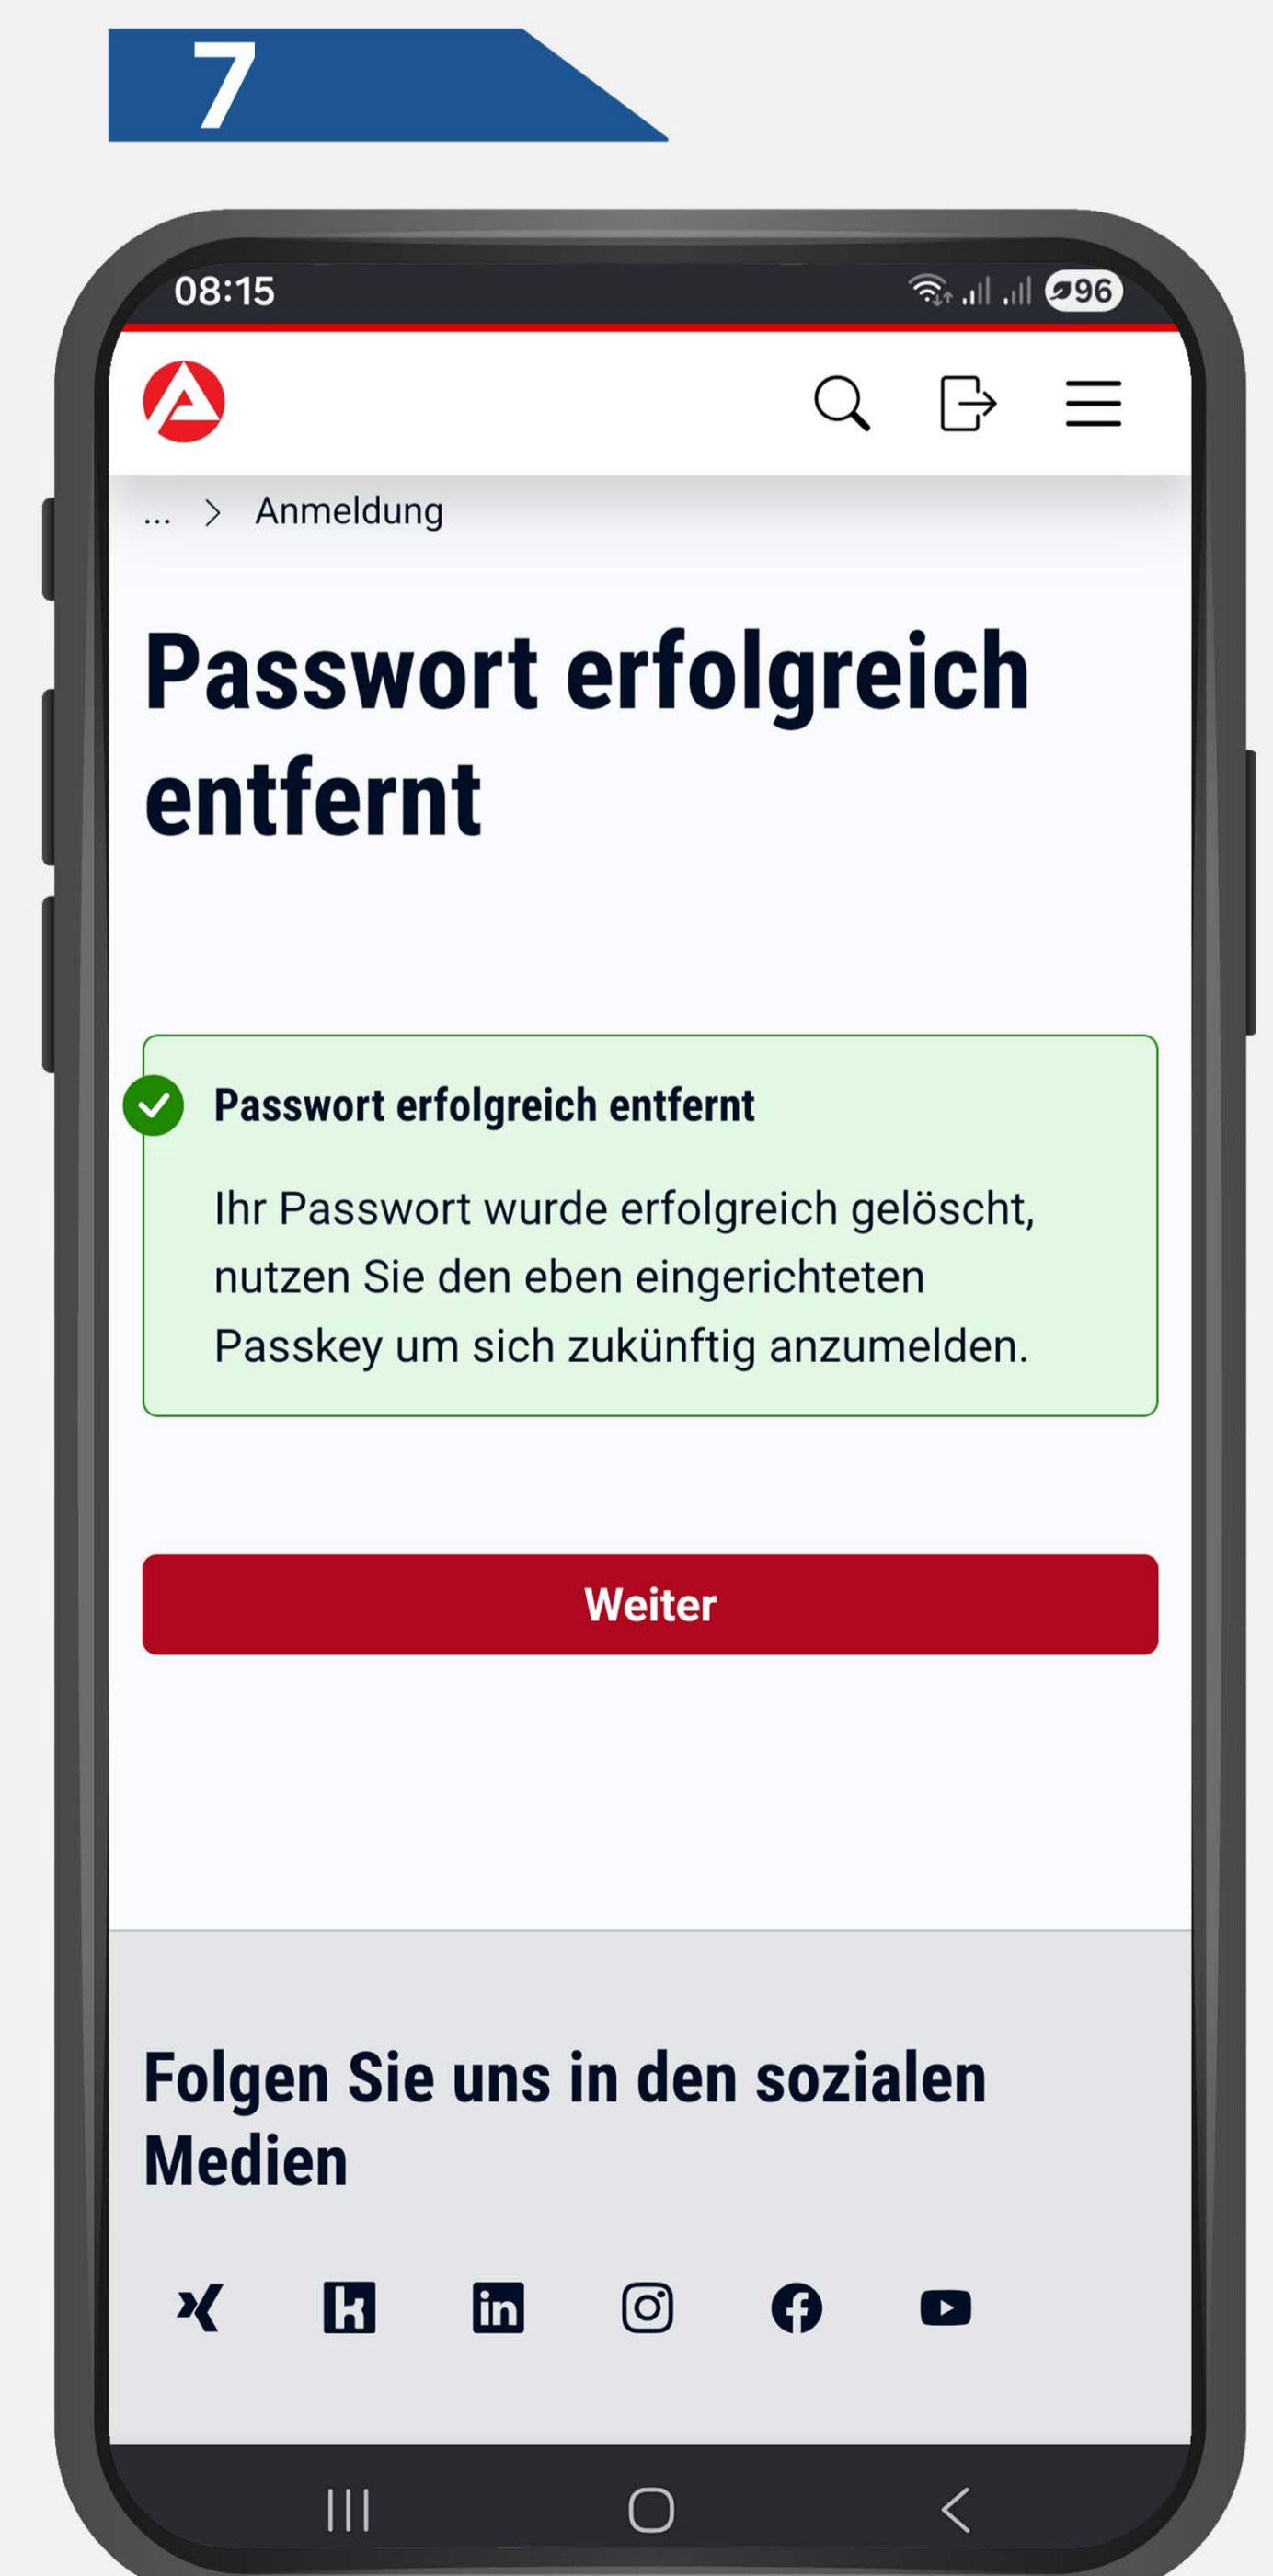 7
08:15
96
... > Anmeldung
Passwort erfolgreich
entfernt
Passwort erfolgreich entfernt
Ihr Passwort wurde erfolgreich gelöscht,
nutzen Sie den eben eingerichteten
Passkey um sich zukünftig anzumelden.
Weiter
Folgen Sie uns in den sozialen
Medien